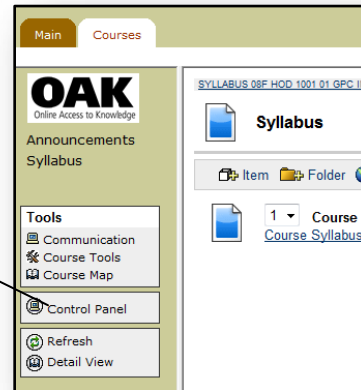 Main Courses
OAK
Online Access to Knowledge
Announcements
Syllabus
Tools
Communication
Course Tools
Course Map
Control Panel
Refresh
Detail View
SYLLABUS 08F HOD 1001 01 GPC
Syllabus
Item Folder
1 Course
Course Syllabus